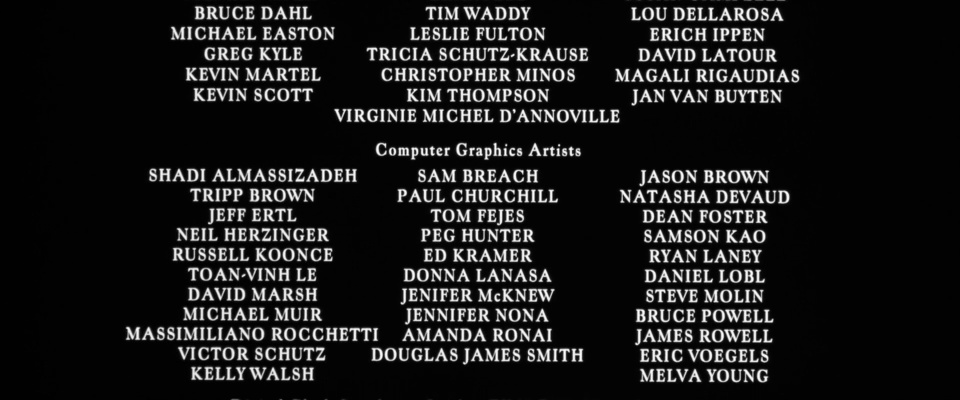 BRUCE DAHL TIM WADDY LOU DELLAROSA
MICHAEL EASTON LESLIE FULTON ERICH IPPEN
GREG KYLE TRICIA SCHUTZ-KRAUSE DAVID LATOUR
KEVIN MARTEL CHRISTOPHER MINOS MAGALI RIGAUDIAS
KEVIN SCOTT KIM THOMPSON JAN VAN BUYTEN
VIRGINIE MICHEL D'ANNOVILLE
Computer Graphics Artists
SHADI ALMASSIZADEH SAM BREACH JASON BROWN
TRIPP BROWN PAUL CHURCHILL NATASHA DEVAUD
JEFF ERTL TOM FEJES DEAN FOSTER
NEIL HERZINGER PEG HUNTER SAMSON KAO
RUSSELL KOONCE ED KRAMER RYAN LANEY
TOAN-VINH LE DONNA LANASA DANIEL LOBL
DAVID MARSH JENIFER McKNEW STEVE MOLIN
MICHAEL MUIR JENNIFER NONA BRUCE POWELL
MASSIMILIANO ROCCHETTI AMANDA RONAI JAMES ROWELL
VICTOR SCHUTZ DOUGLAS JAMES SMITH ERIC VOEGELS
KELLY WALSH MELVA YOUNG